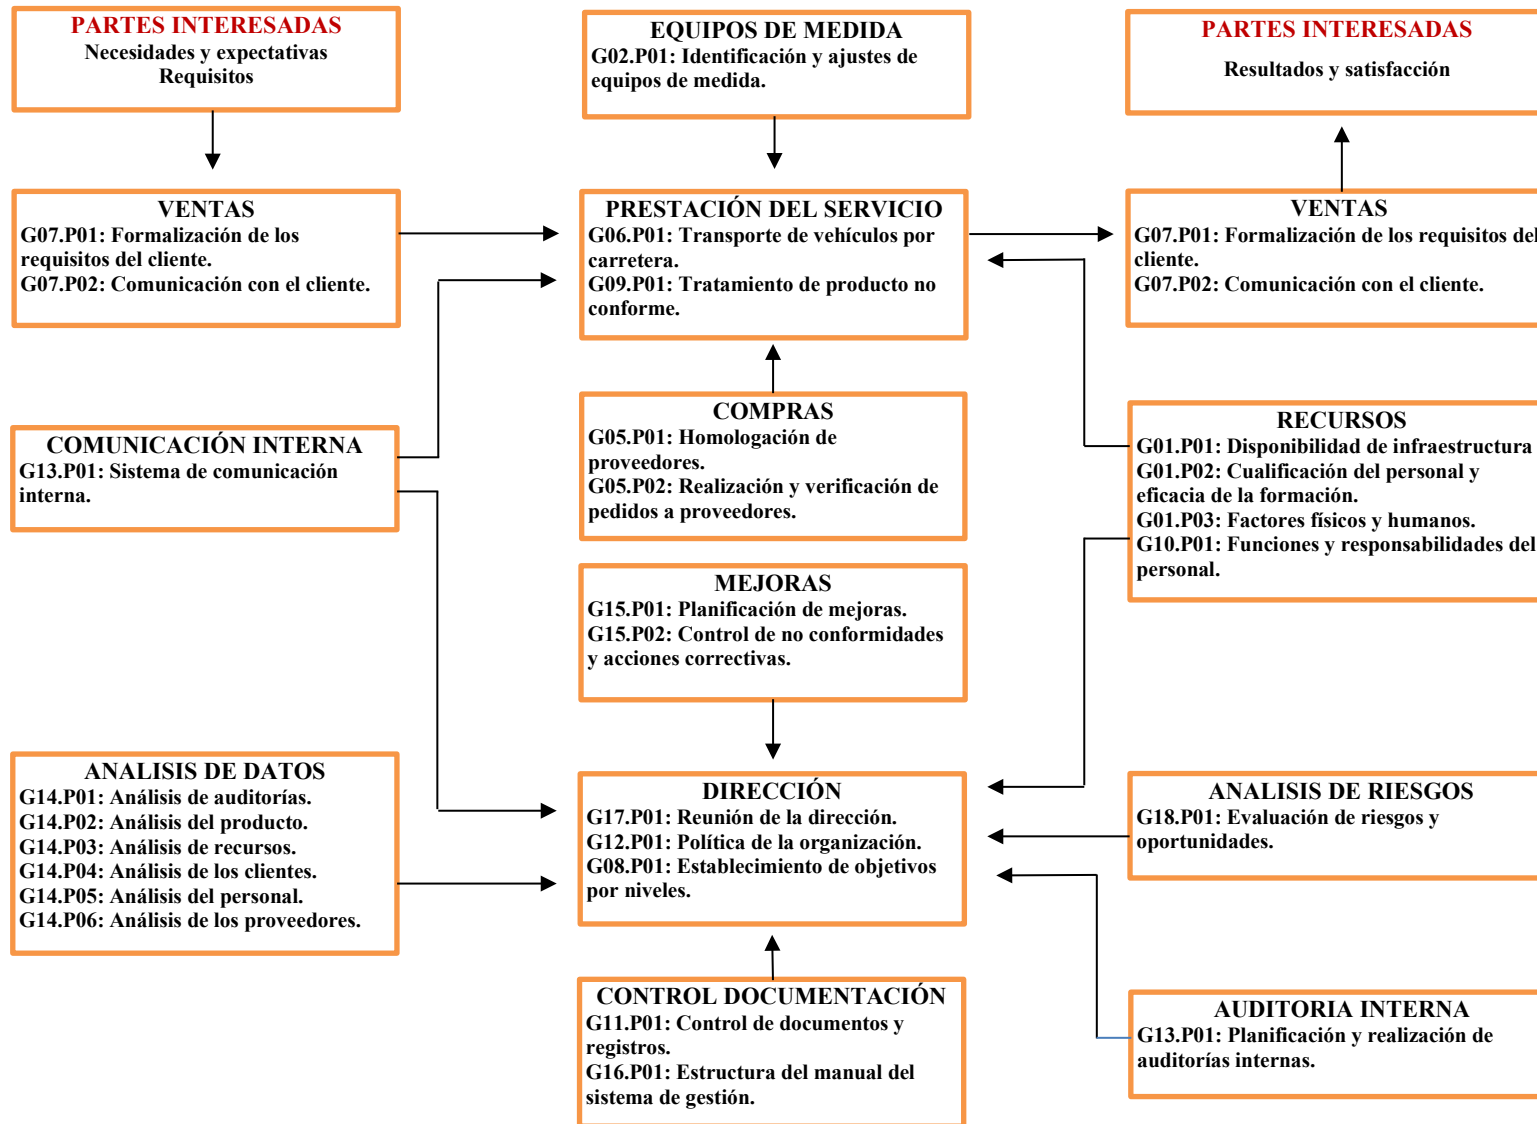 PARTES INTERESADAS
Necesidades y expectativas
Requisitos
EQUIPOS DE MEDIDA
G02.P01: Identificación y ajustes de
equipos de medida.
PARTES INTERESADAS
Resultados y satisfacción
VENTAS
G07.P01: Formalización de los
requisitos del cliente.
G07.P02: Comunicación con el cliente.
PRESTACIÓN DEL SERVICIO
G06.P01: Transporte de vehículos por
carretera.
G09.P01: Tratamiento de producto no
conforme.
VENTAS
G07.P01: Formalización de los requisitos del
cliente.
G07.P02: Comunicación con el cliente.
COMUNICACIÓN INTERNA
G13.P01: Sistema de comunicación
interna.
COMPRAS
G05.P01: Homologación de
proveedores.
G05.P02: Realización y verificación de
pedidos a proveedores.
RECURSOS
G01.P01: Disponibilidad de infraestructura
G01.P02: Cualificación del personal y
eficacia de la formación.
G01.P03: Factores físicos y humanos.
G10.P01: Funciones y responsabilidades del
personal.
MEJORAS
G15.P01: Planificación de mejoras.
G15.P02: Control de no conformidades
y acciones correctivas.
ANALISIS DE DATOS
G14.P01: Análisis de auditorías.
G14.P02: Análisis del producto.
G14.P03: Análisis de recursos.
G14.P04: Análisis de los clientes.
G14.P05: Análisis del personal.
G14.P06: Análisis de los proveedores.
DIRECCIÓN
G17.P01: Reunión de la dirección.
G12.P01: Política de la organización.
G08.P01: Establecimiento de objetivos
por niveles.
ANALISIS DE RIESGOS
G18.P01: Evaluación de riesgos y
oportunidades.
CONTROL DOCUMENTACIÓN
G11.P01: Control de documentos y
registros.
G16.P01: Estructura del manual del
sistema de gestión.
AUDITORIA INTERNA
G13.P01: Planificación y realización de
auditorías internas.